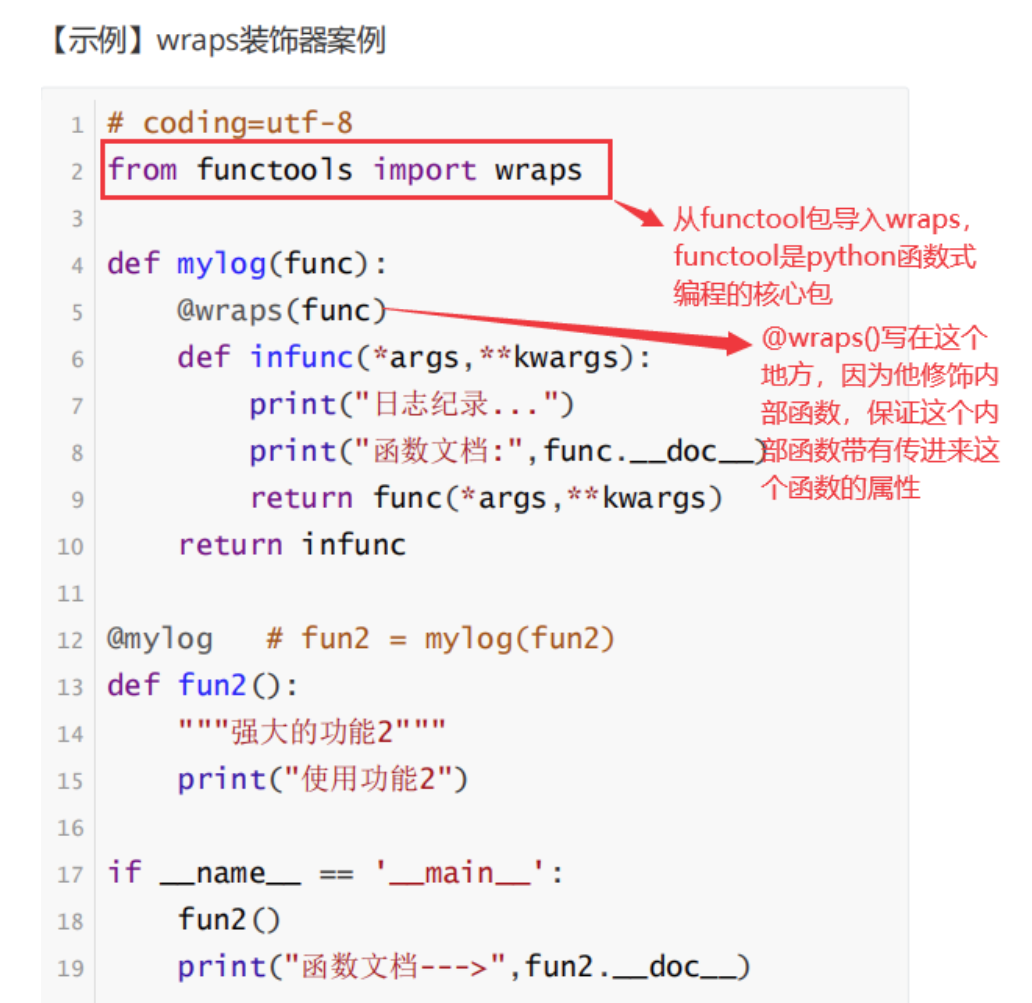 【示例】wraps装饰器案例
1 # coding=utf-8
2 from functools import wraps
3
从functool包导入wraps，
functool是python函数式
编程的核心包
4 def mylog(func):
5     @wraps(func)
@wraps()写在这个
地方，因为他修饰内
部函数，保证这个内
部函数带有传进来这
个函数的属性
6     def infunc(*args,**kwargs):
7         print("日志纪录...")
8         print("函数文档:",func.__doc__)
9         return func(*args,**kwargs)
10     return infunc
11
12 @mylog   # fun2 = mylog(fun2)
13 def fun2():
14     """强大的功能2"""
15     print("使用功能2")
16
17 if __name__ == '__main__':
18     fun2()
19     print("函数文档--->",fun2.__doc__)